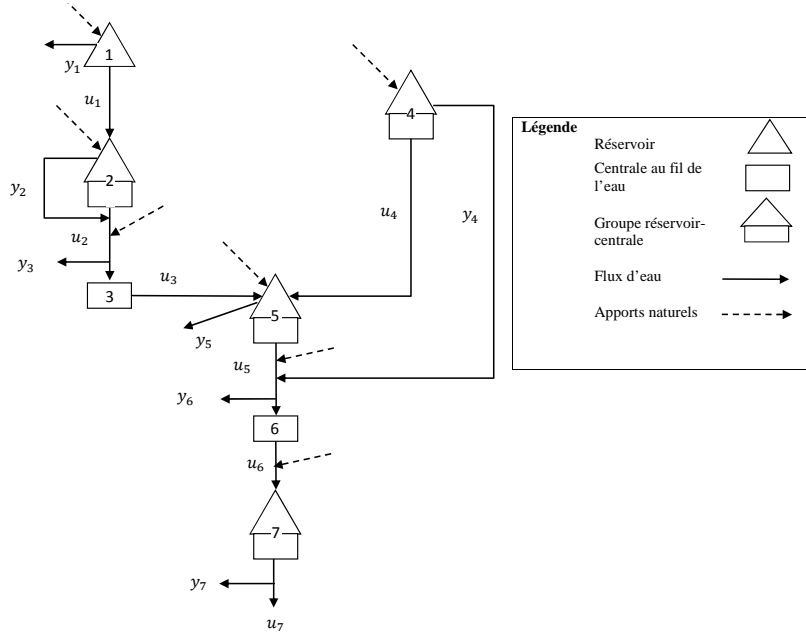 1
y₁
u₁
4
2
y₂
u₂
y₃
3
u₃
u₄
y₄
5
y₅
u₅
y₆
6
u₆
7
y₇
u₇
Légende
Réservoir
Centrale au fil de
l'eau
Groupe réservoir-
centrale
Flux d'eau
Apports naturels